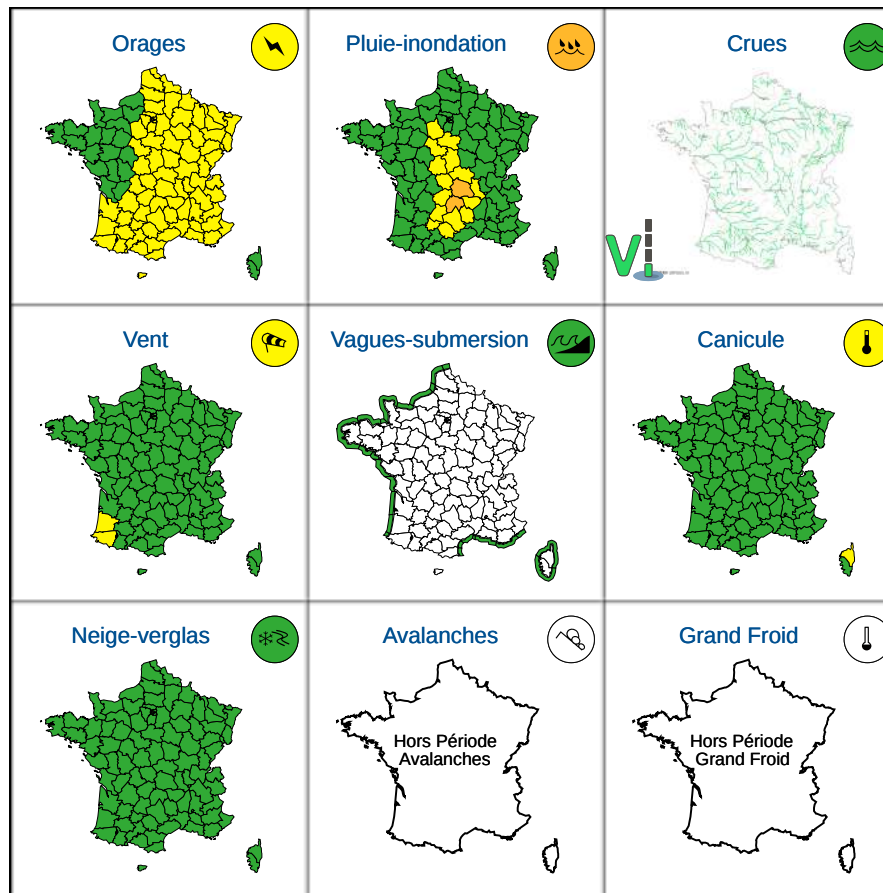 Orages
Pluie-inondation
Crues
Vent
Vagues-submersion
Canicule
Neige-verglas
Avalanches
Grand Froid
Hors Période
Avalanches
Hors Période
Grand Froid